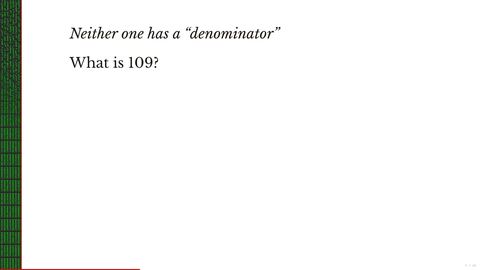 Neither one has a “denominator”
What is 109?